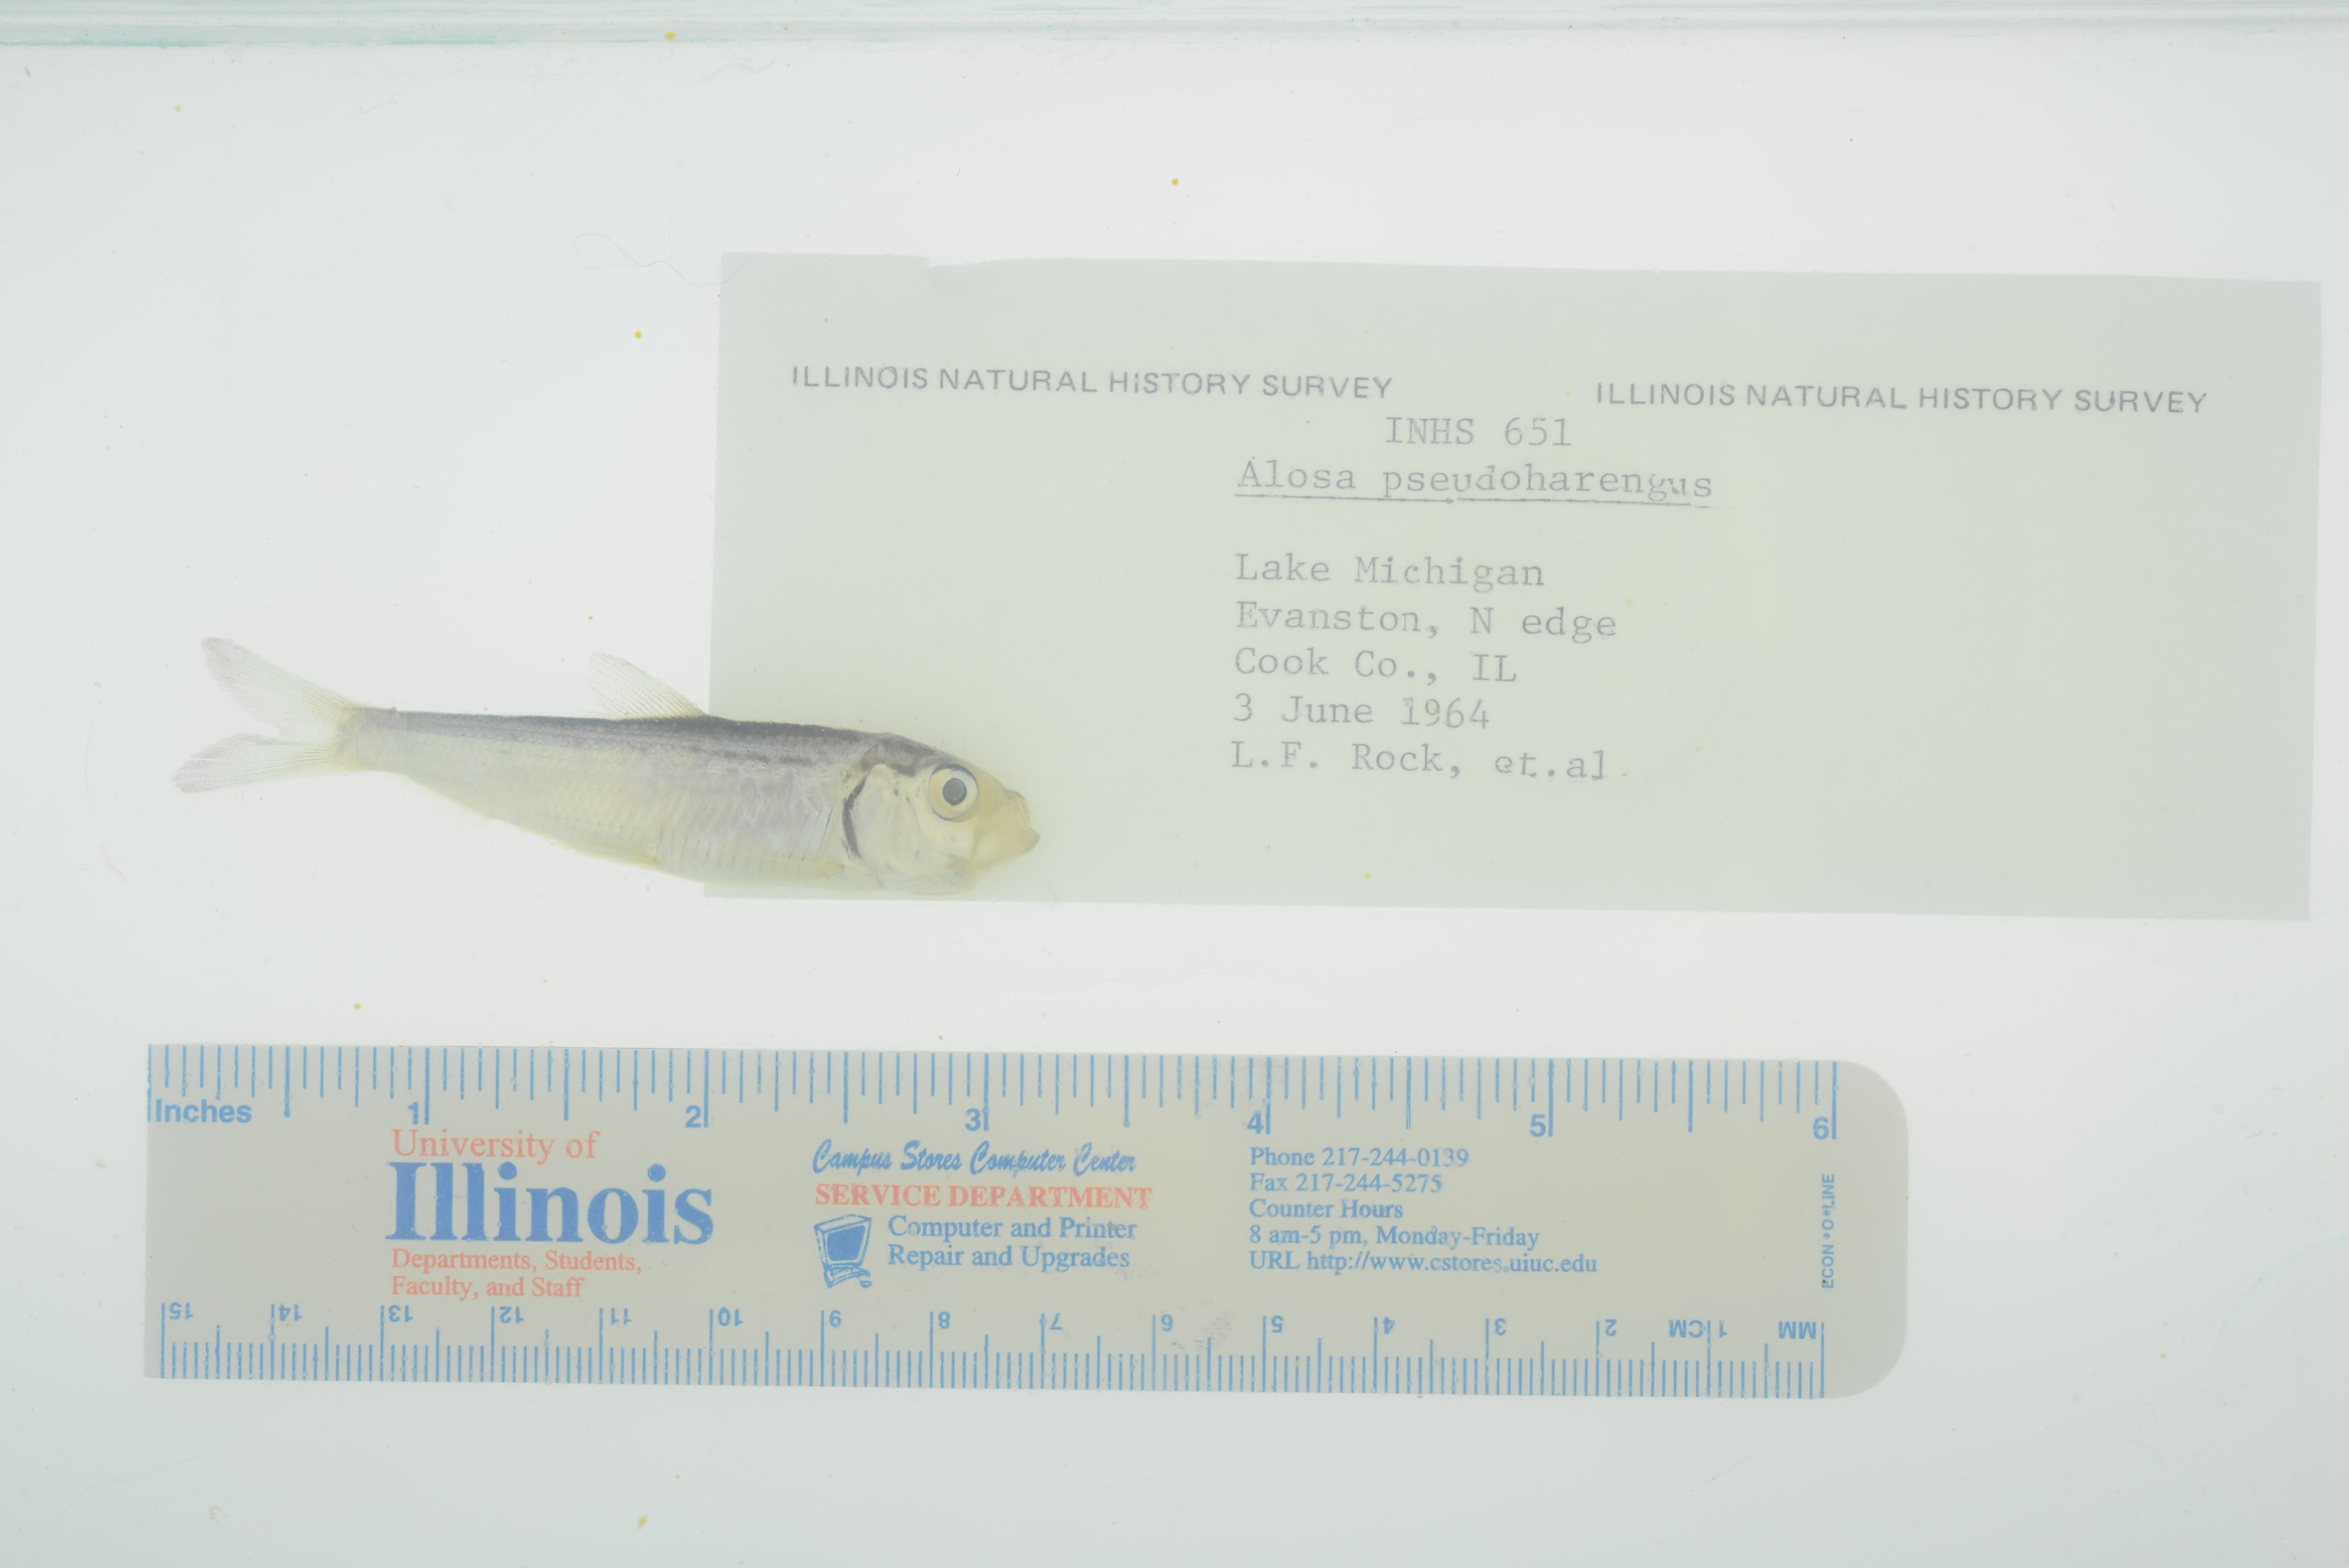 ILLINOIS NATURAL HISTORY SURVEY
ILLINOIS NATURAL HISTORY SURVEY
INHS 651
Alosa pseudoharengus
Lake Michigan
Evanston, N edge
Cook Co., IL
3 June 1964
L.F. Rock, et.al.
Inches 1 2 3 4 5 6
University of
Illinois
Departments, Students,
Faculty, and Staff
Campus Stores Computer Center
SERVICE DEPARTMENT
Computer and Printer
Repair and Upgrades
Phone 217-244-0139
Fax 217-244-5275
Counter Hours
8 am-5 pm, Monday-Friday
URL http://www.cstores.uiuc.edu
ECON•O•LINE
MM 1 CM 2 3 4 5 6 7 8 9 10 11 12 13 14 15